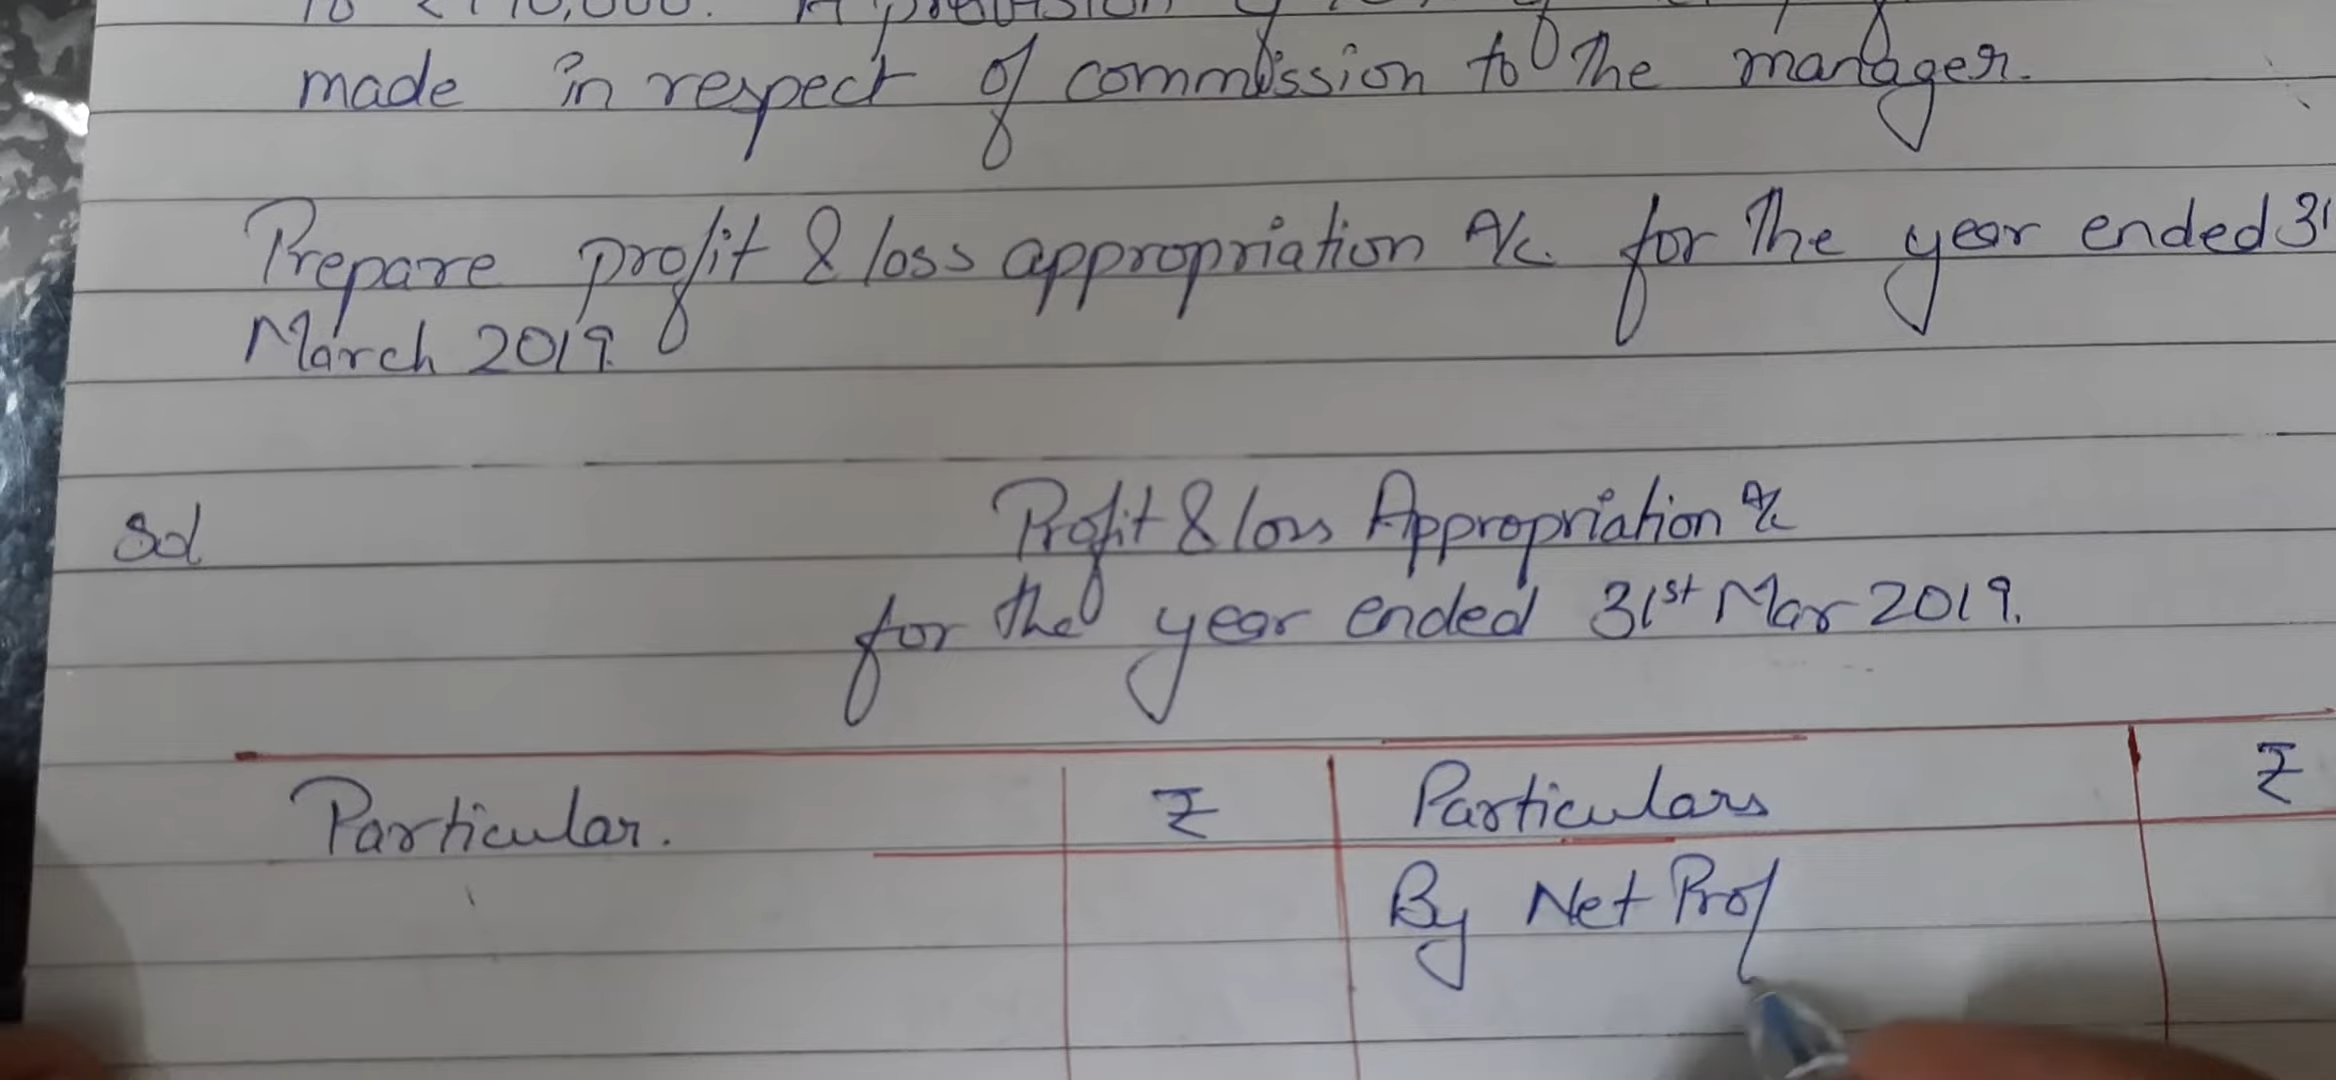 made in respect of commission to the manager.
Prepare profit & loss appropriation A/c. for the year ended 31
March 2019.
Sol
Profit & loss Appropriation A/c
for the year ended 31st Mar 2019.
Particular. ₹ Particulars ₹
By Net Prof